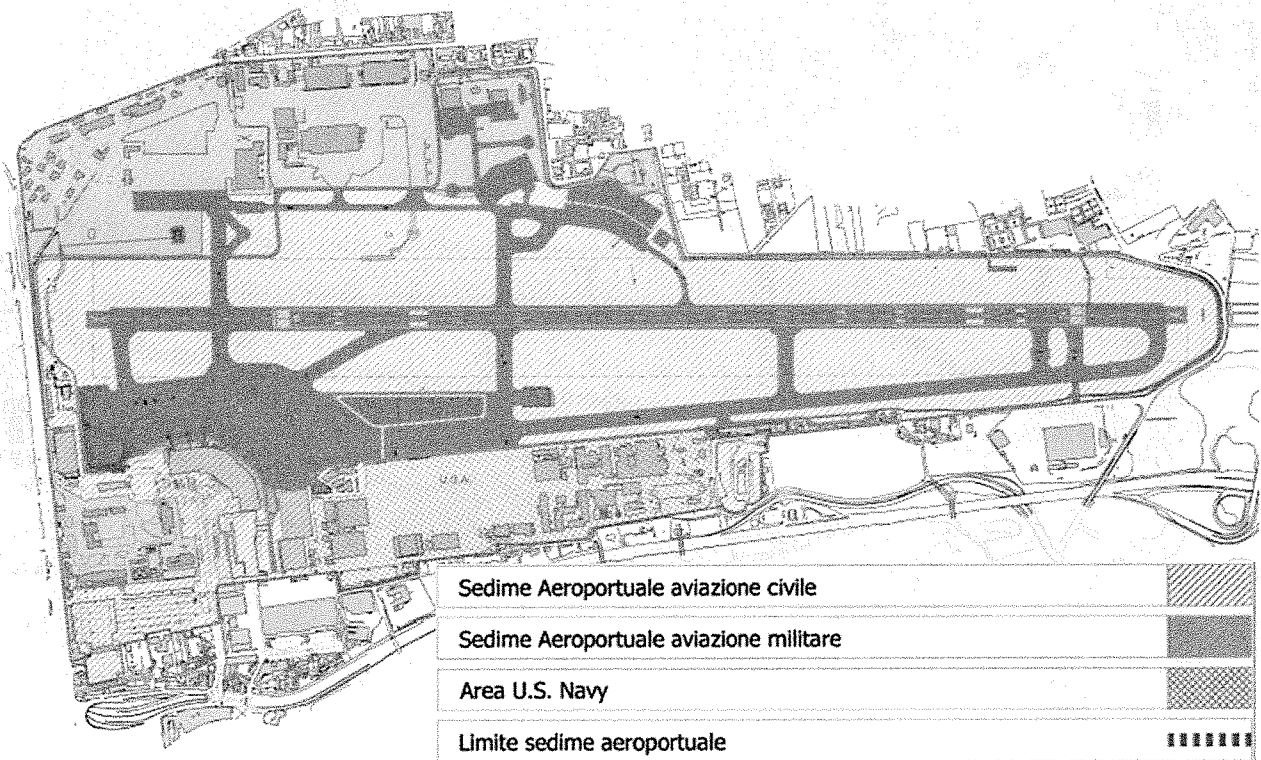 U.S.A.
Sedime Aeroportuale aviazione civile
Sedime Aeroportuale aviazione militare
Area U.S. Navy
Limite sedime aeroportuale